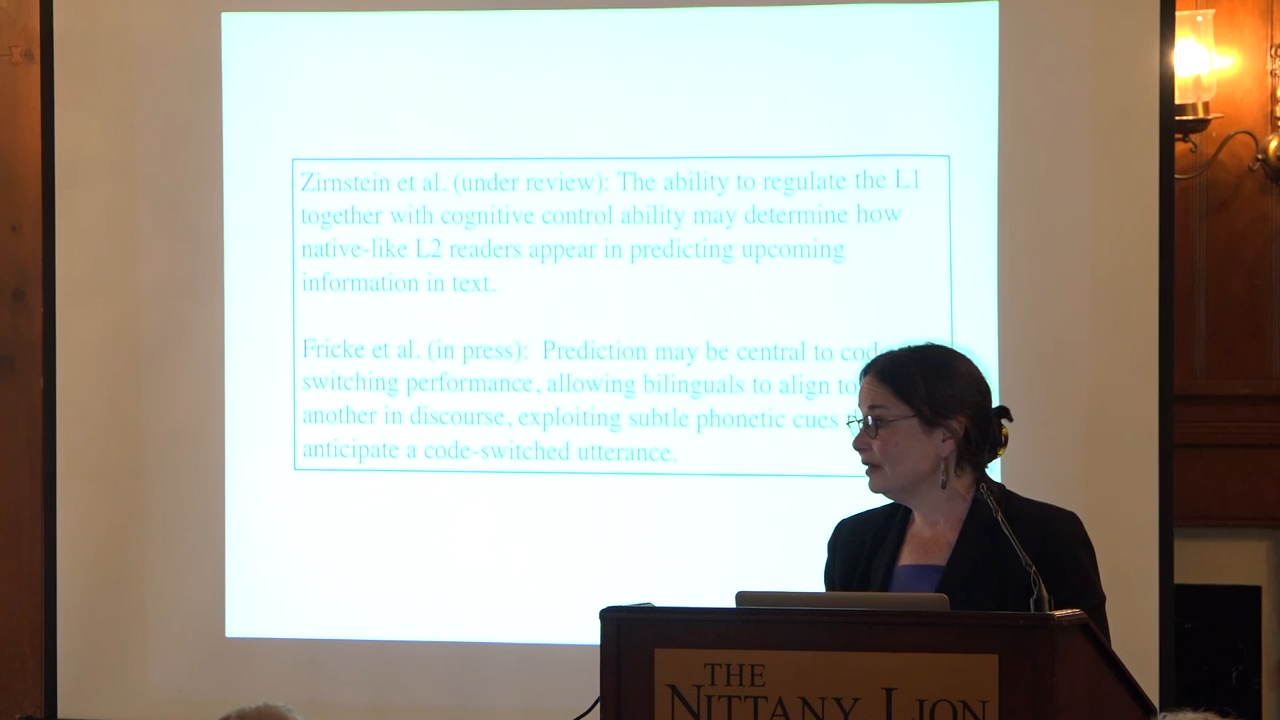 Zirnstein et al. (under review): The ability to regulate the L1
together with cognitive control ability may determine how
native-like L2 readers appear in predicting upcoming
information in text.
Fricke et al. (in press): Prediction may be central to
switching performance, allowing bilinguals to align
another in discourse, exploiting subtle phonetic cues
anticipate a code-switched utterance.
THE
NITTANY LION